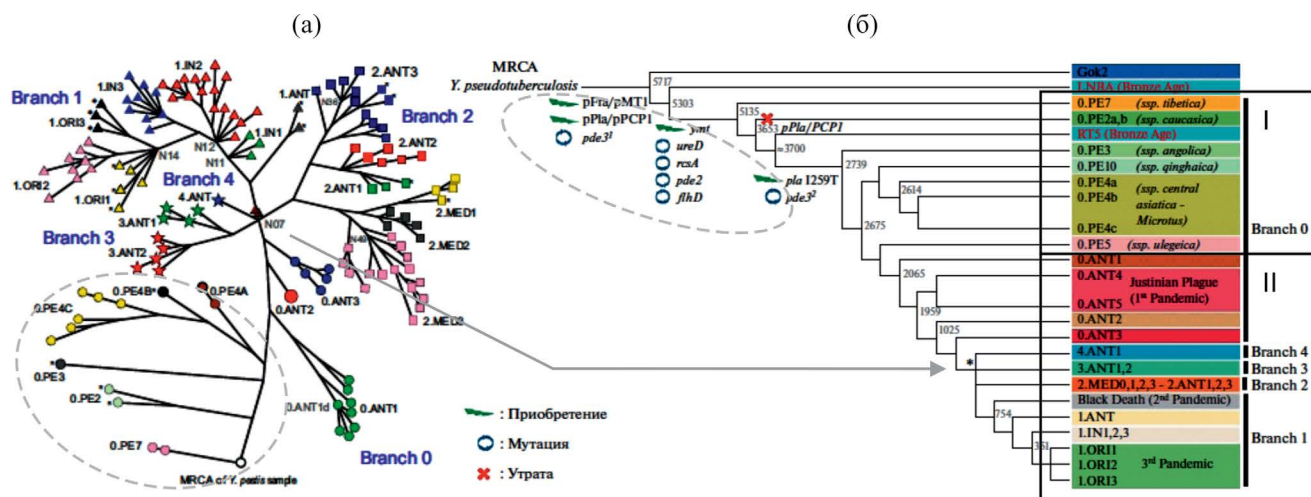 (а)
1.IN2
1.IN3
Branch 1
1.ORI3
1.ANT
N36
2.ANT3
Branch 2
1.IN1
N12
N14
N11
2.ANT2
1.ORI2
Branch 4
1.ORI1
4.ANT
2.ANT1
3.ANT1
N07
2.MED1
Branch 3
2.MED2
3.ANT2
0.PE4B*
0.PE4A
0.ANT3
0.PE4C
0.ANT2
2.MED3
0.PE3
0.PE2
0.ANT1d
0.ANT1
0.PE7
Branch 0
MRCA of Y. pestis sample
: Приобретение
: Мутация
: Утрата
(б)
MRCA
Y. pseudotuberculosis
pFra/pMT1
pPla/pPCP1
pde3¹
ymt
ureD
rcsA
pde2
flhD
pPla/PCP1
pla I259T
pde3²
5717
5303
5135
3653
≈3700
2739
2614
2675
2065
1959
1025
*
754
361
Gok2
LNBA (Bronze Age)
0.PE7 (ssp. tibetica)
0.PE2a,b (ssp. caucasica)
RT5 (Bronze Age)
0.PE3 (ssp. angolica)
0.PE10 (ssp. qinghaica)
0.PE4a (ssp. central
0.PE4b asiatica –
Microtus)
0.PE4c
0.PE5 (ssp. ulegeica)
0.ANT1
0.ANT4
Justinian Plague
0.ANT5 (1st Pandemic)
0.ANT2
0.ANT3
4.ANT1
3.ANT1,2
2.MED0,1,2,3 – 2.ANT1,2,3
Black Death (2nd Pandemic)
1.ANT
1.IN1,2,3
1.ORI1
1.ORI2 3rd Pandemic
1.ORI3
I
Branch 0
II
Branch 4
Branch 3
Branch 2
Branch 1